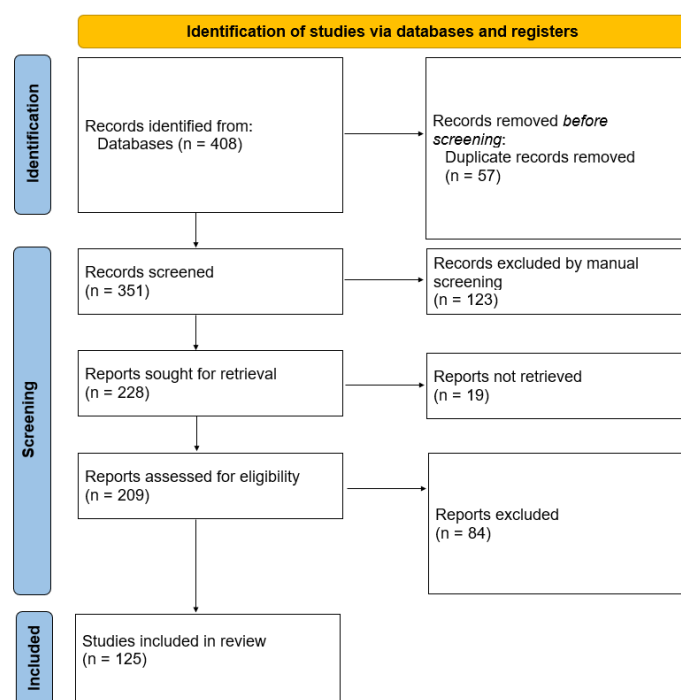 Identification of studies via databases and registers
Identification
Records identified from:
Databases (n = 408)
Records removed before
screening:
Duplicate records removed
(n = 57)
Screening
Records screened
(n = 351)
Records excluded by manual
screening
(n = 123)
Reports sought for retrieval
(n = 228)
Reports not retrieved
(n = 19)
Reports assessed for eligibility
(n = 209)
Reports excluded
(n = 84)
Included
Studies included in review
(n = 125)